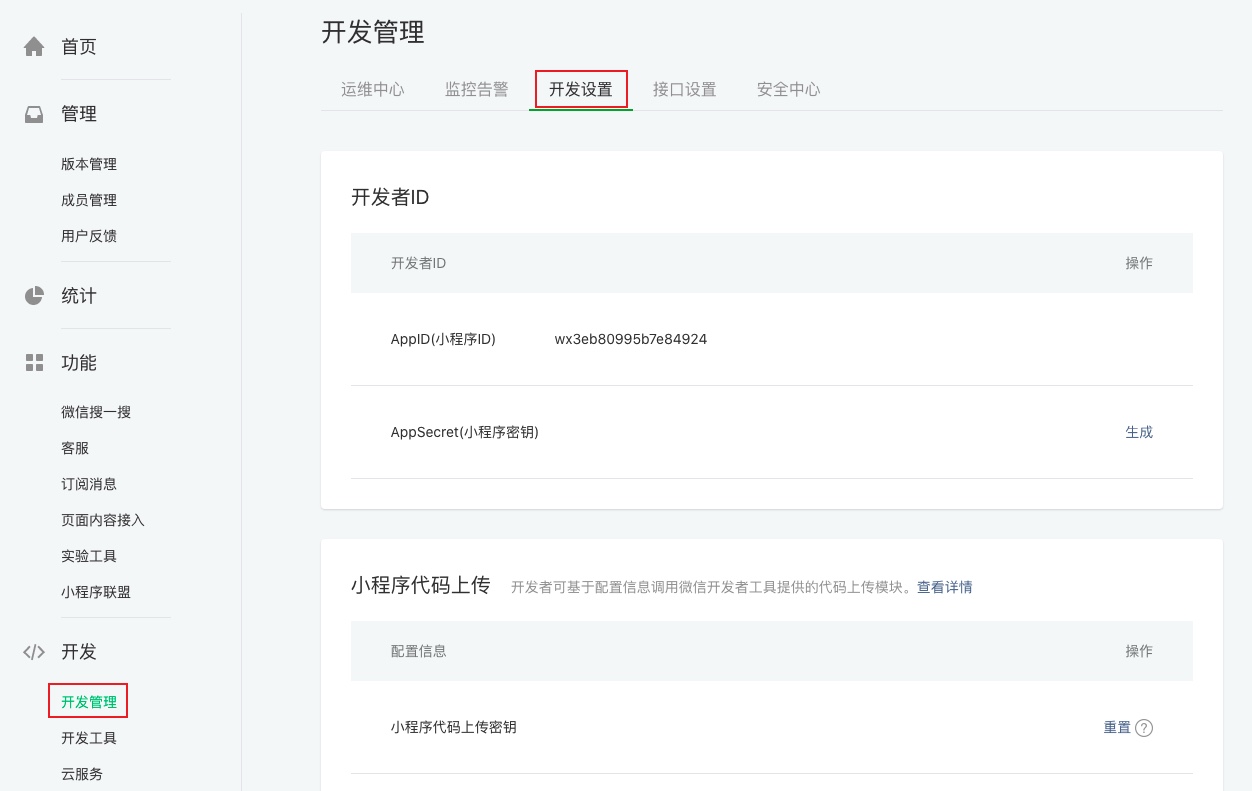 首页
管理
版本管理
成员管理
用户反馈
统计
功能
微信搜一搜
客服
订阅消息
页面内容接入
实验工具
小程序联盟
开发
开发管理
开发工具
云服务
开发管理
运维中心 监控告警 开发设置 接口设置 安全中心
开发者ID
开发者ID 操作
AppID(小程序ID) wx3eb80995b7e84924
AppSecret(小程序密钥) 生成
小程序代码上传 开发者可基于配置信息调用微信开发者工具提供的代码上传模块。查看详情
配置信息 操作
小程序代码上传密钥 重置 ?